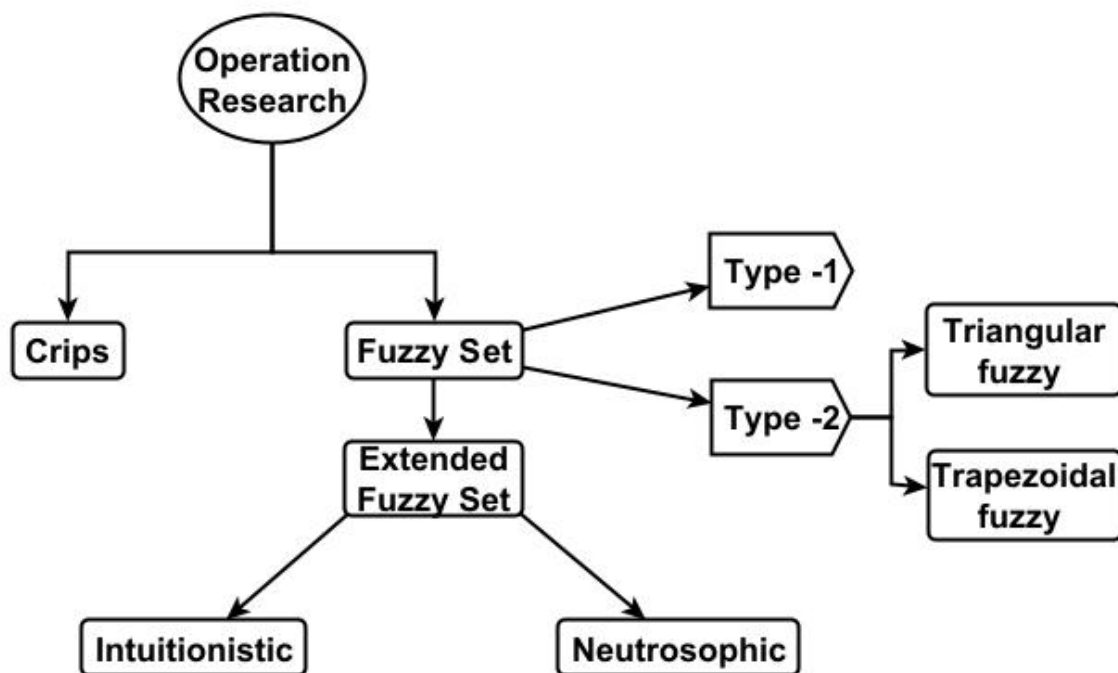 Operation
Research
Type -1
Crips
Fuzzy Set
Triangular
fuzzy
Type -2
Extended
Fuzzy Set
Trapezoidal
fuzzy
Intuitionistic
Neutrosophic